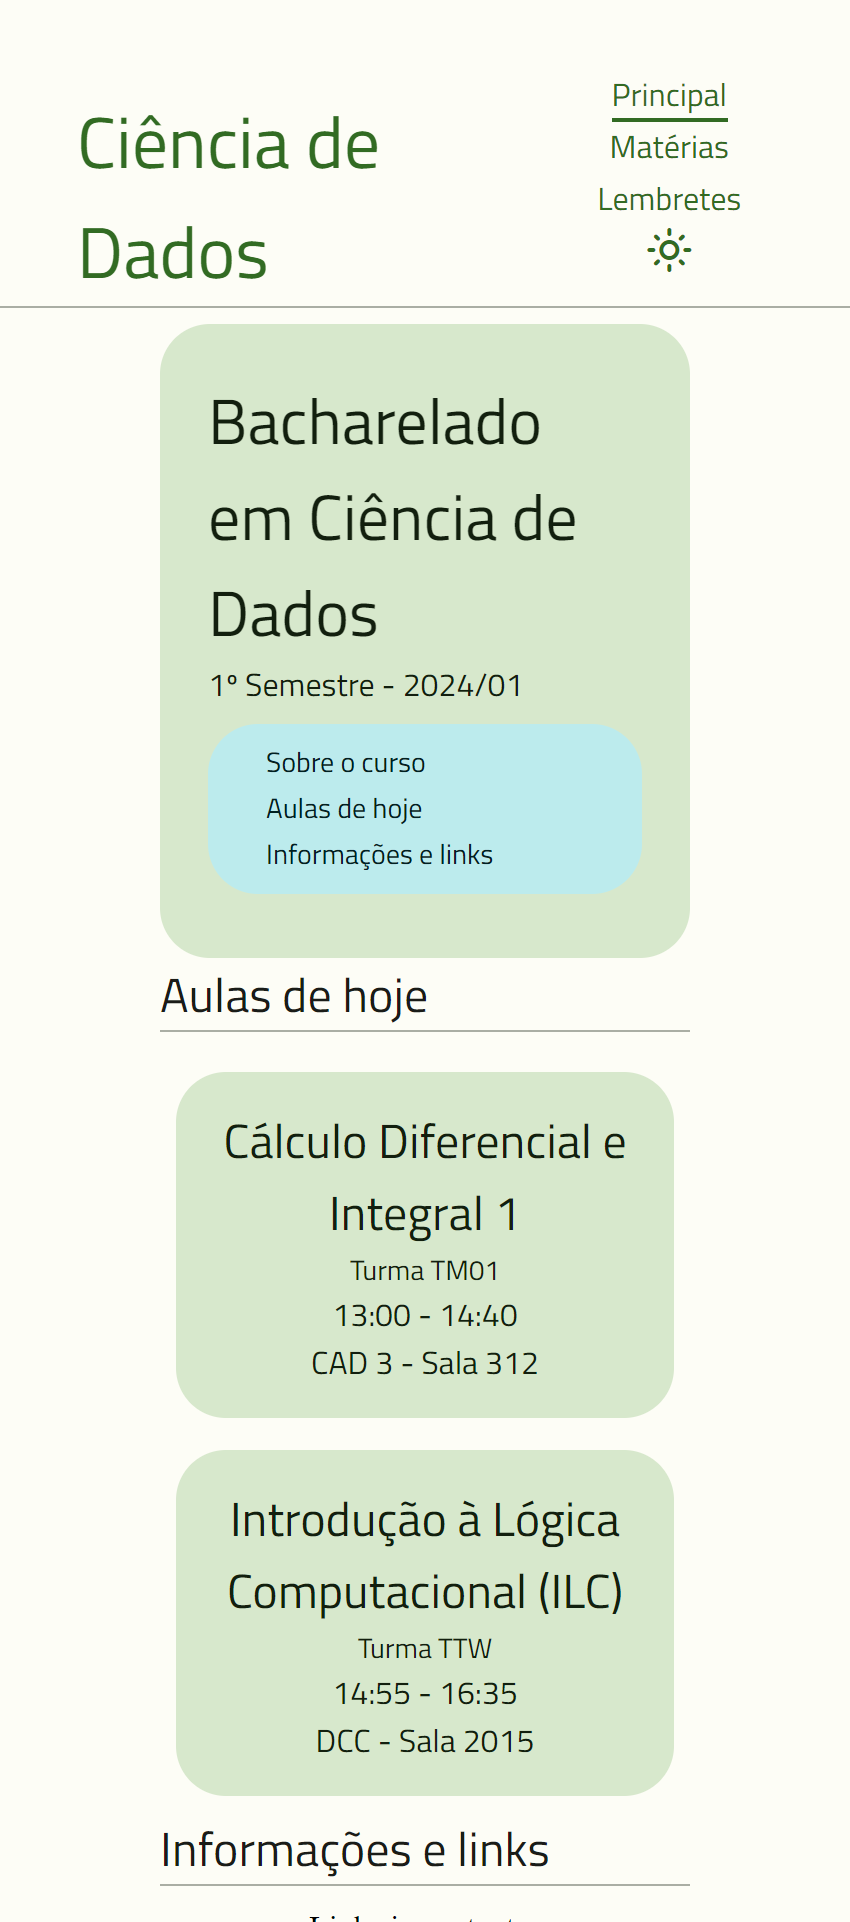 Ciência de
Dados
Principal
Matérias
Lembretes
Bacharelado
em Ciência de
Dados
1º Semestre - 2024/01
Sobre o curso
Aulas de hoje
Informações e links
Aulas de hoje
Cálculo Diferencial e
Integral 1
Turma TM01
13:00 - 14:40
CAD 3 - Sala 312
Introdução à Lógica
Computacional (ILC)
Turma TTW
14:55 - 16:35
DCC - Sala 2015
Informações e links